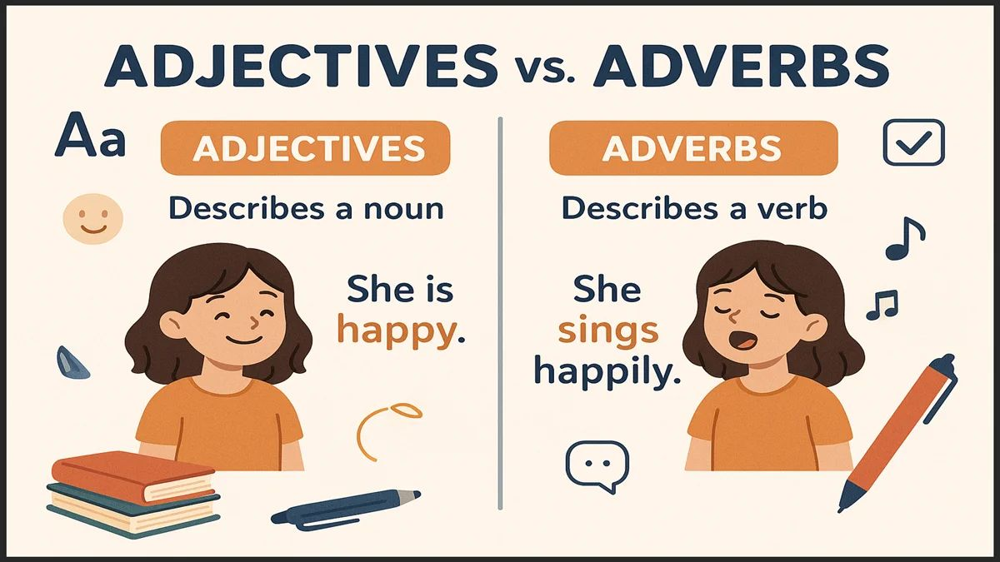 ADJECTIVES vs. ADVERBS
Aa
ADJECTIVES
Describes a noun
She is
happy.
ADVERBS
Describes a verb
She
sings
happily.